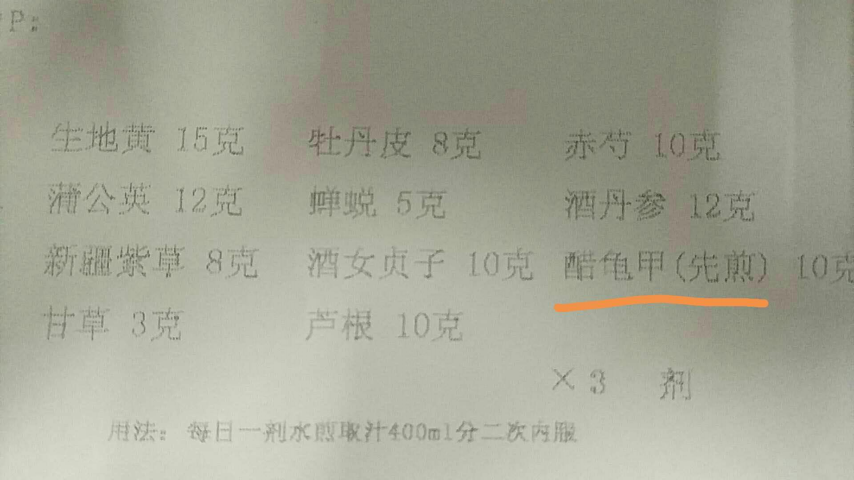 P:
生地黄 15克 牡丹皮 8克 赤芍 10克
蒲公英 12克 蝉蜕 5克 酒丹参 12克
新疆紫草 8克 酒女贞子 10克 醋龟甲(先煎) 10克
甘草 3克 芦根 10克
×3 剂
用法：每日一剂水煎取汁400ml分二次内服